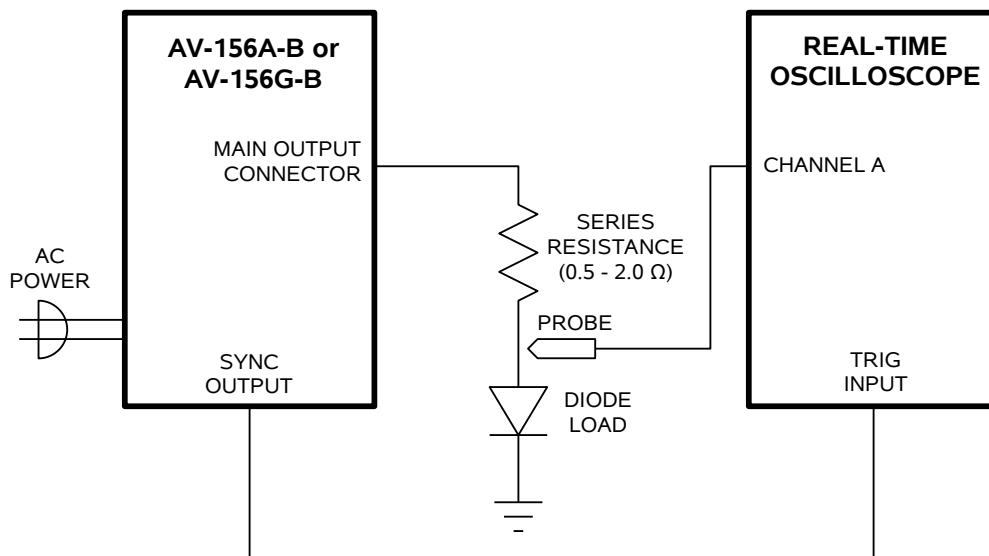 AV-156A-B or
AV-156G-B
MAIN OUTPUT
CONNECTOR
AC
POWER
SYNC
OUTPUT
SERIES
RESISTANCE
(0.5 - 2.0 Ω)
PROBE
DIODE
LOAD
REAL-TIME
OSCILLOSCOPE
CHANNEL A
TRIG
INPUT